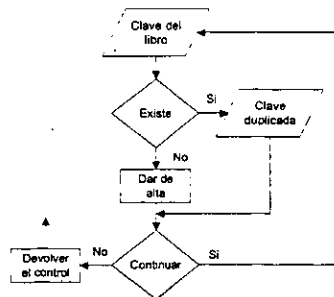 Clave del
libro
Existe
Si
Clave
duplicada
No
Dar de
alta
Devolver
el control
No
Continuar
Si